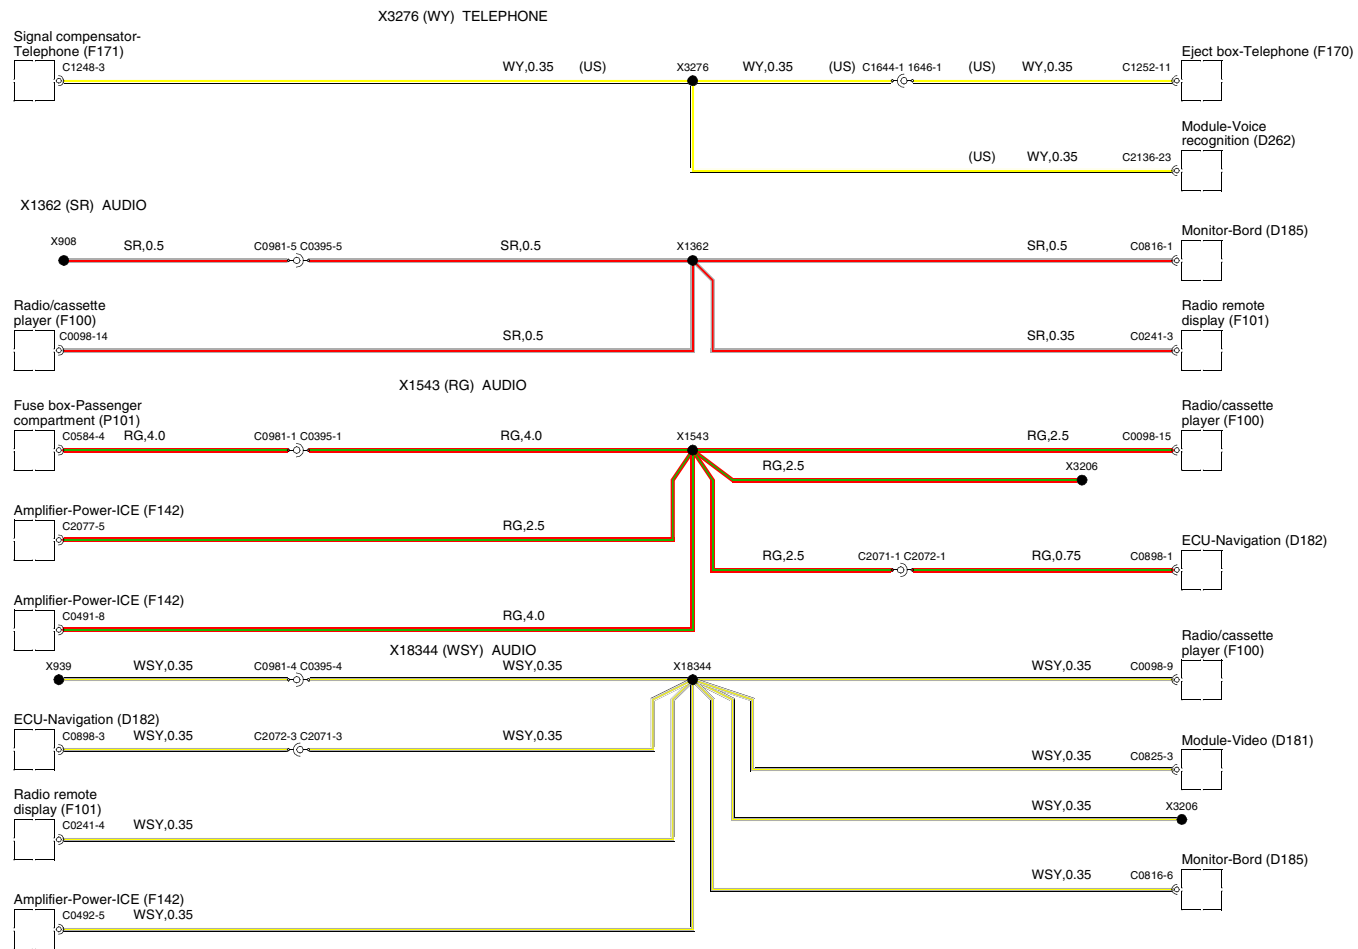 X3276 (WY) TELEPHONE
Signal compensator-
Telephone (F171)
C1248-3
WY,0.35 (US)
X3276
WY,0.35 (US)
C1644-1 1646-1
(US) WY,0.35
C1252-11
Eject box-Telephone (F170)
(US) WY,0.35
C2136-23
Module-Voice
recognition (D262)
X1362 (SR) AUDIO
X908
SR,0.5
C0981-5 C0395-5
SR,0.5
X1362
SR,0.5
C0816-1
Monitor-Bord (D185)
Radio/cassette
player (F100)
C0098-14
SR,0.5
SR,0.35
C0241-3
Radio remote
display (F101)
X1543 (RG) AUDIO
Fuse box-Passenger
compartment (P101)
C0584-4
RG,4.0
C0981-1 C0395-1
RG,4.0
X1543
RG,2.5
C0098-15
Radio/cassette
player (F100)
RG,2.5
X3206
Amplifier-Power-ICE (F142)
C2077-5
RG,2.5
RG,2.5
C2071-1 C2072-1
RG,0.75
C0898-1
ECU-Navigation (D182)
Amplifier-Power-ICE (F142)
C0491-8
RG,4.0
X18344 (WSY) AUDIO
X939
WSY,0.35
C0981-4 C0395-4
WSY,0.35
X18344
WSY,0.35
C0098-9
Radio/cassette
player (F100)
ECU-Navigation (D182)
C0898-3
WSY,0.35
C2072-3 C2071-3
WSY,0.35
WSY,0.35
C0825-3
Module-Video (D181)
Radio remote
display (F101)
C0241-4
WSY,0.35
WSY,0.35
X3206
WSY,0.35
C0816-6
Monitor-Bord (D185)
Amplifier-Power-ICE (F142)
C0492-5
WSY,0.35